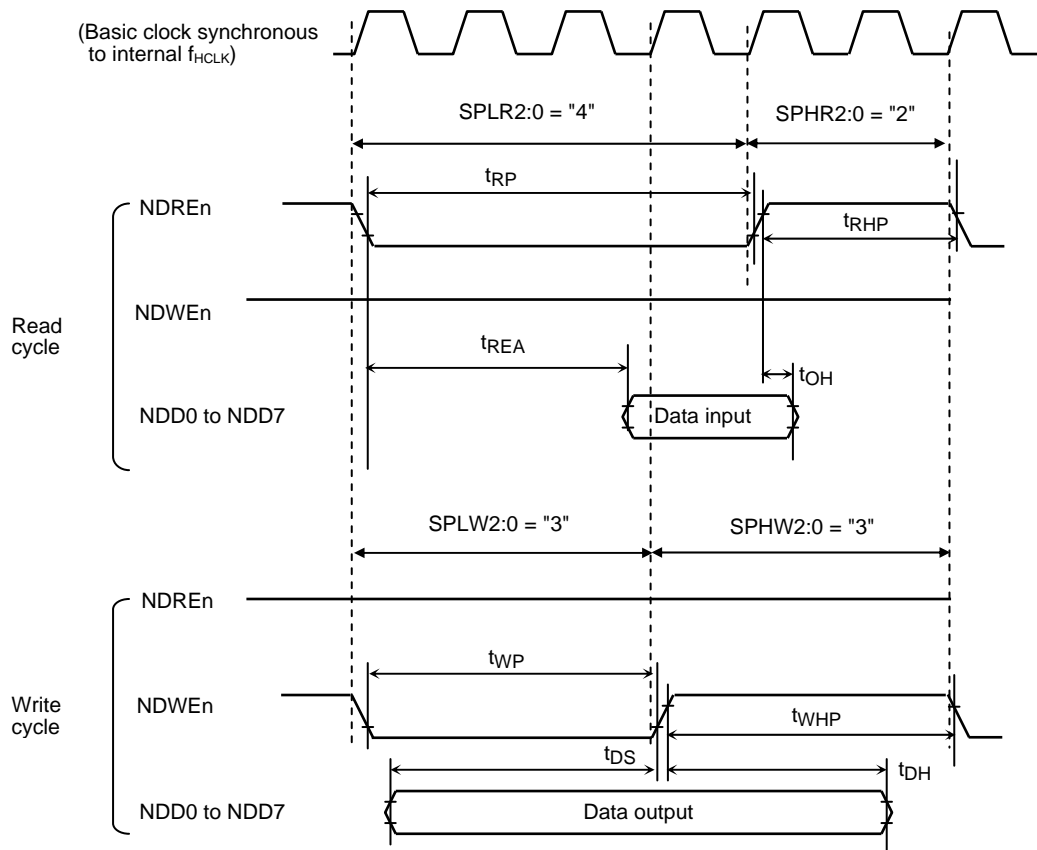 (Basic clock synchronous
to internal fHCLK)
SPLR2:0 = "4"
SPHR2:0 = "2"
tRP
NDREn
tRHP
NDWEn
Read
cycle
tREA
tOH
NDD0 to NDD7
Data input
SPLW2:0 = "3"
SPHW2:0 = "3"
NDREn
tWP
Write
cycle
NDWEn
tWHP
tDS
tDH
NDD0 to NDD7
Data output